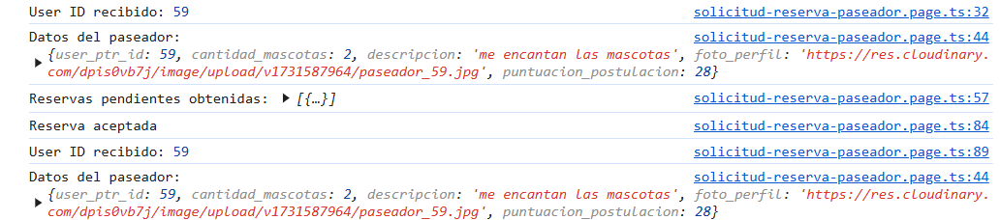 User ID recibido: 59 solicitud-reserva-paseador.page.ts:32
Datos del paseador: solicitud-reserva-paseador.page.ts:44
{user_ptr_id: 59, cantidad_mascotas: 2, descripcion: 'me encantan las mascotas', foto_perfil: 'https://res.cloudinary.
com/dpis0vb7j/image/upload/v1731587964/paseador_59.jpg', puntuacion_postulacion: 28}
Reservas pendientes obtenidas: [{…}] solicitud-reserva-paseador.page.ts:57
Reserva aceptada solicitud-reserva-paseador.page.ts:84
User ID recibido: 59 solicitud-reserva-paseador.page.ts:89
Datos del paseador: solicitud-reserva-paseador.page.ts:44
{user_ptr_id: 59, cantidad_mascotas: 2, descripcion: 'me encantan las mascotas', foto_perfil: 'https://res.cloudinary.
com/dpis0vb7j/image/upload/v1731587964/paseador_59.jpg', puntuacion_postulacion: 28}